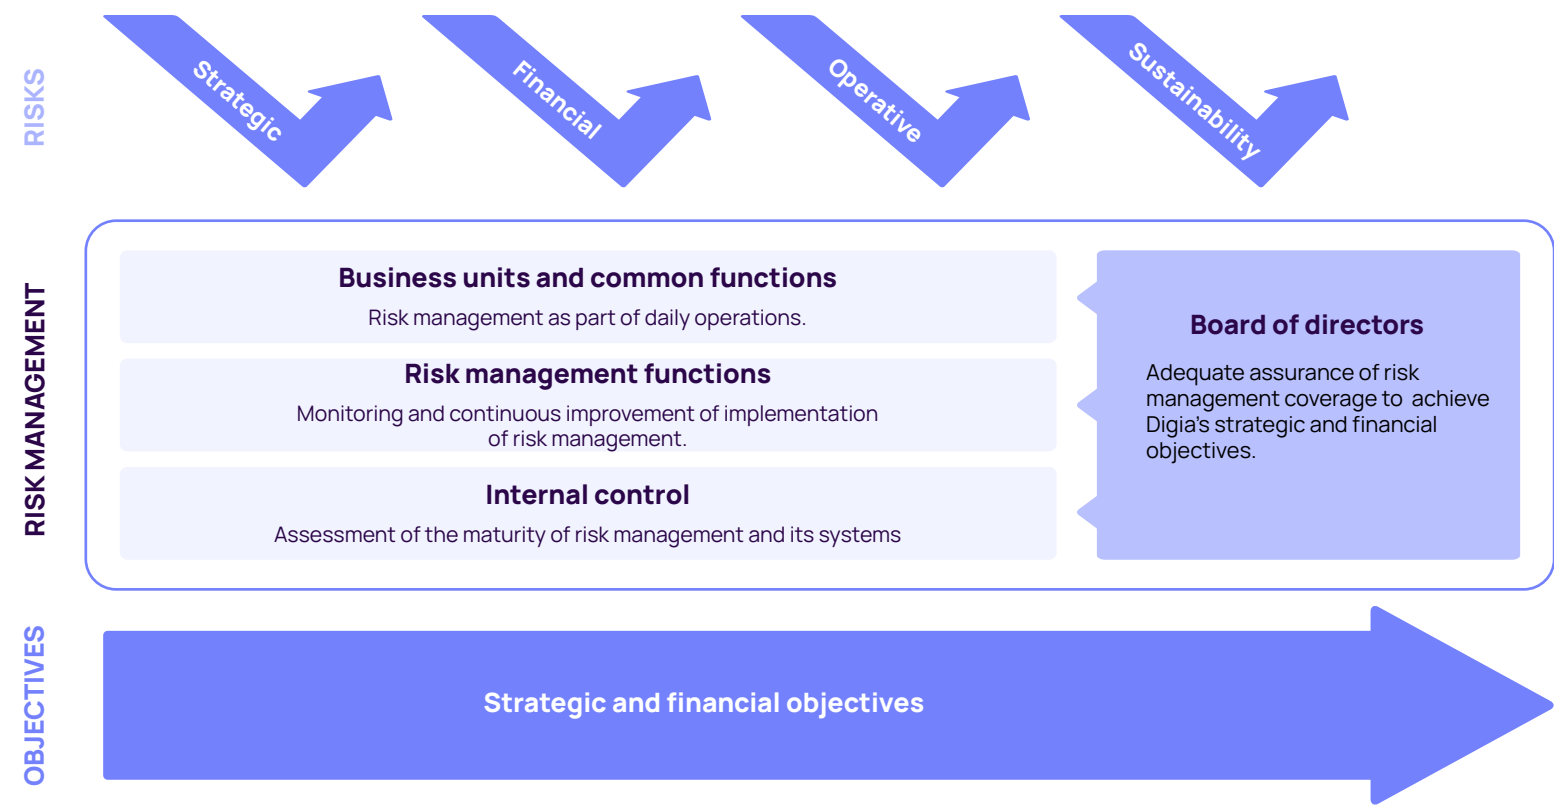 RISKS
Strategic
Financial
Operative
Sustainability
RISK MANAGEMENT
Business units and common functions
Risk management as part of daily operations.
Risk management functions
Monitoring and continuous improvement of implementation
of risk management.
Internal control
Assessment of the maturity of risk management and its systems
Board of directors
Adequate assurance of risk
management coverage to  achieve
Digia’s strategic and financial
objectives.
OBJECTIVES
Strategic and financial objectives